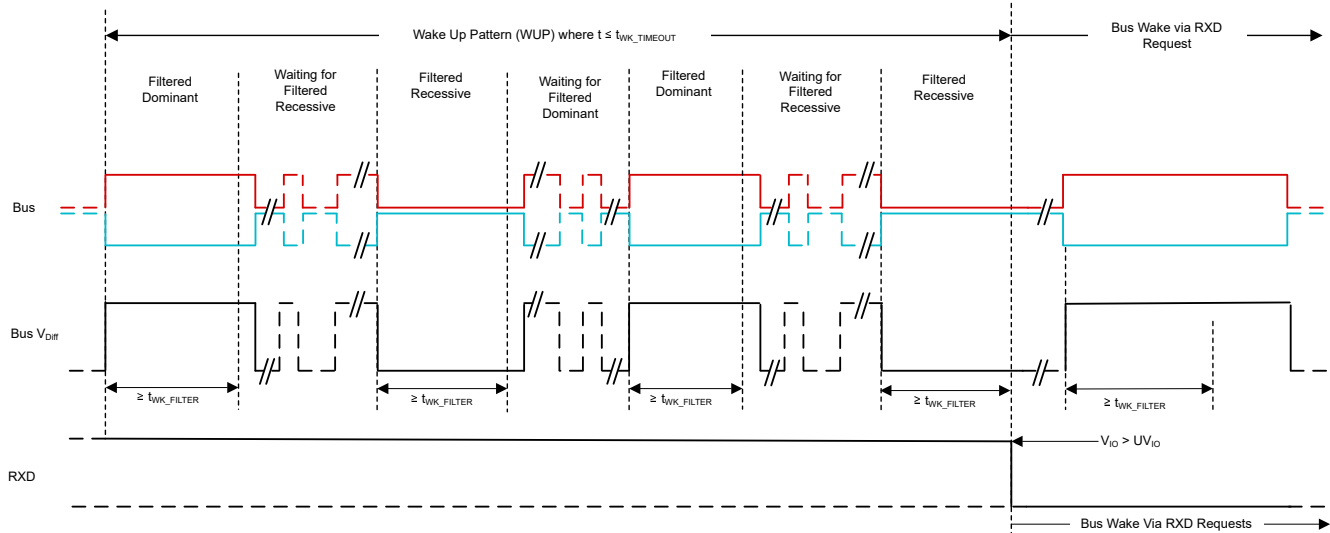 Wake Up Pattern (WUP) where t ≤ tWK_TIMEOUT
Bus Wake via RXD
Request
Filtered
Dominant
Waiting for
Filtered
Recessive
Filtered
Recessive
Waiting for
Filtered
Dominant
Filtered
Dominant
Waiting for
Filtered
Recessive
Filtered
Recessive
Bus
Bus VDiff
≥ tWK_FILTER
≥ tWK_FILTER
≥ tWK_FILTER
≥ tWK_FILTER
≥ tWK_FILTER
VIO > UVIO
RXD
Bus Wake Via RXD Requests